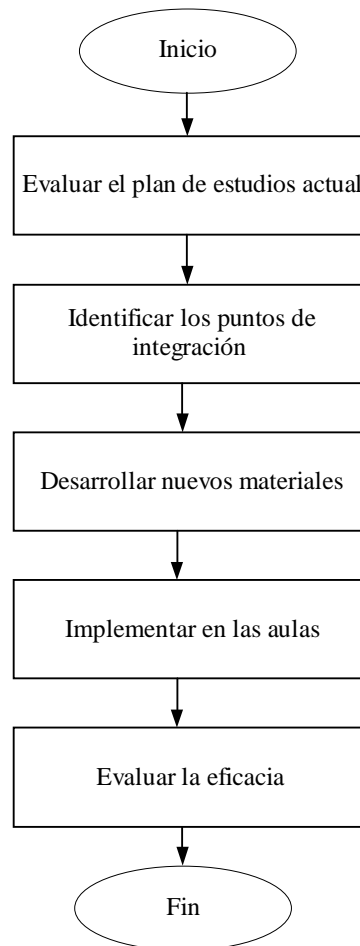 Inicio
Evaluar el plan de estudios actual
Identificar los puntos de
integración
Desarrollar nuevos materiales
Implementar en las aulas
Evaluar la eficacia
Fin